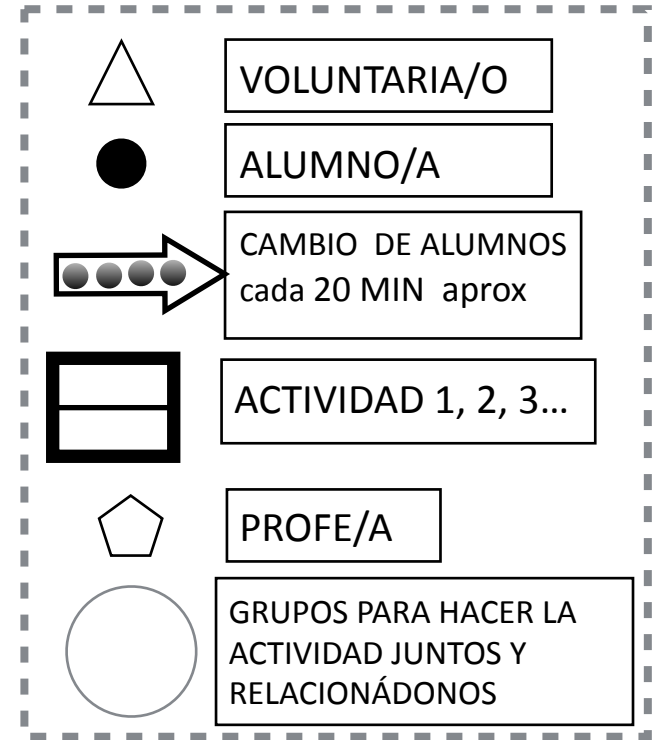 VOLUNTARIA/O
ALUMNO/A
CAMBIO DE ALUMNOS
cada 20 MIN aprox
ACTIVIDAD 1, 2, 3...
PROFE/A
GRUPOS PARA HACER LA
ACTIVIDAD JUNTOS Y
RELACIONÁDONOS